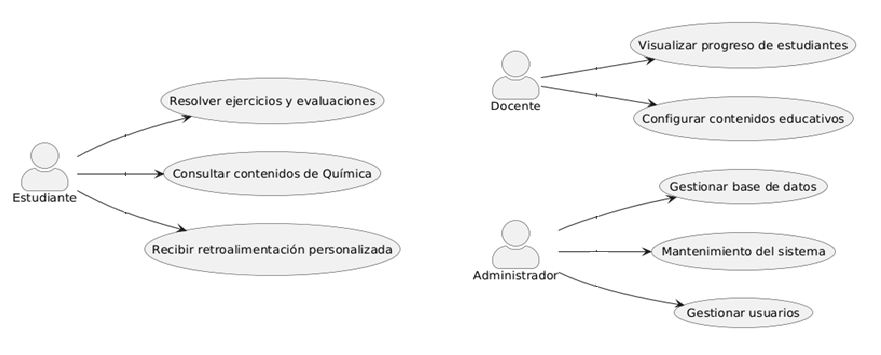 Resolver ejercicios y evaluaciones
Consultar contenidos de Química
Estudiante
Recibir retroalimentación personalizada
Visualizar progreso de estudiantes
Docente
Configurar contenidos educativos
Gestionar base de datos
Mantenimiento del sistema
Administrador
Gestionar usuarios